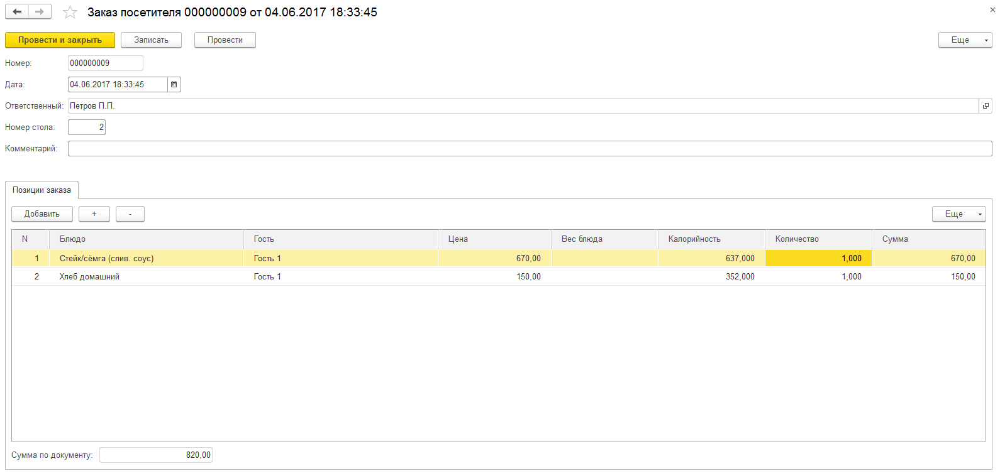 Заказ посетителя 000000009 от 04.06.2017 18:33:45
Провести и закрыть Записать Провести Еще
Номер: 000000009
Дата: 04.06.2017 18:33:45
Ответственный: Петров П.П.
Номер стола: 2
Комментарий:
Позиции заказа
Добавить + - Еще
N Блюдо Гость Цена Вес блюда Калорийность Количество Сумма
1 Стейк/сёмга (слив. соус) Гость 1 670,00 637,000 1,000 670,00
2 Хлеб домашний Гость 1 150,00 352,000 1,000 150,00
Сумма по документу: 820,00